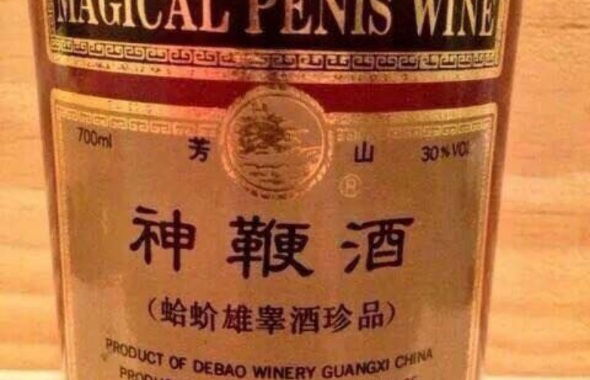 MAGICAL PENIS WINE
700ml 芳 山 30% VOL
®
神鞭酒
(蛤蚧雄睾酒珍品)
PRODUCT OF DEBAO WINERY GUANGXI CHINA